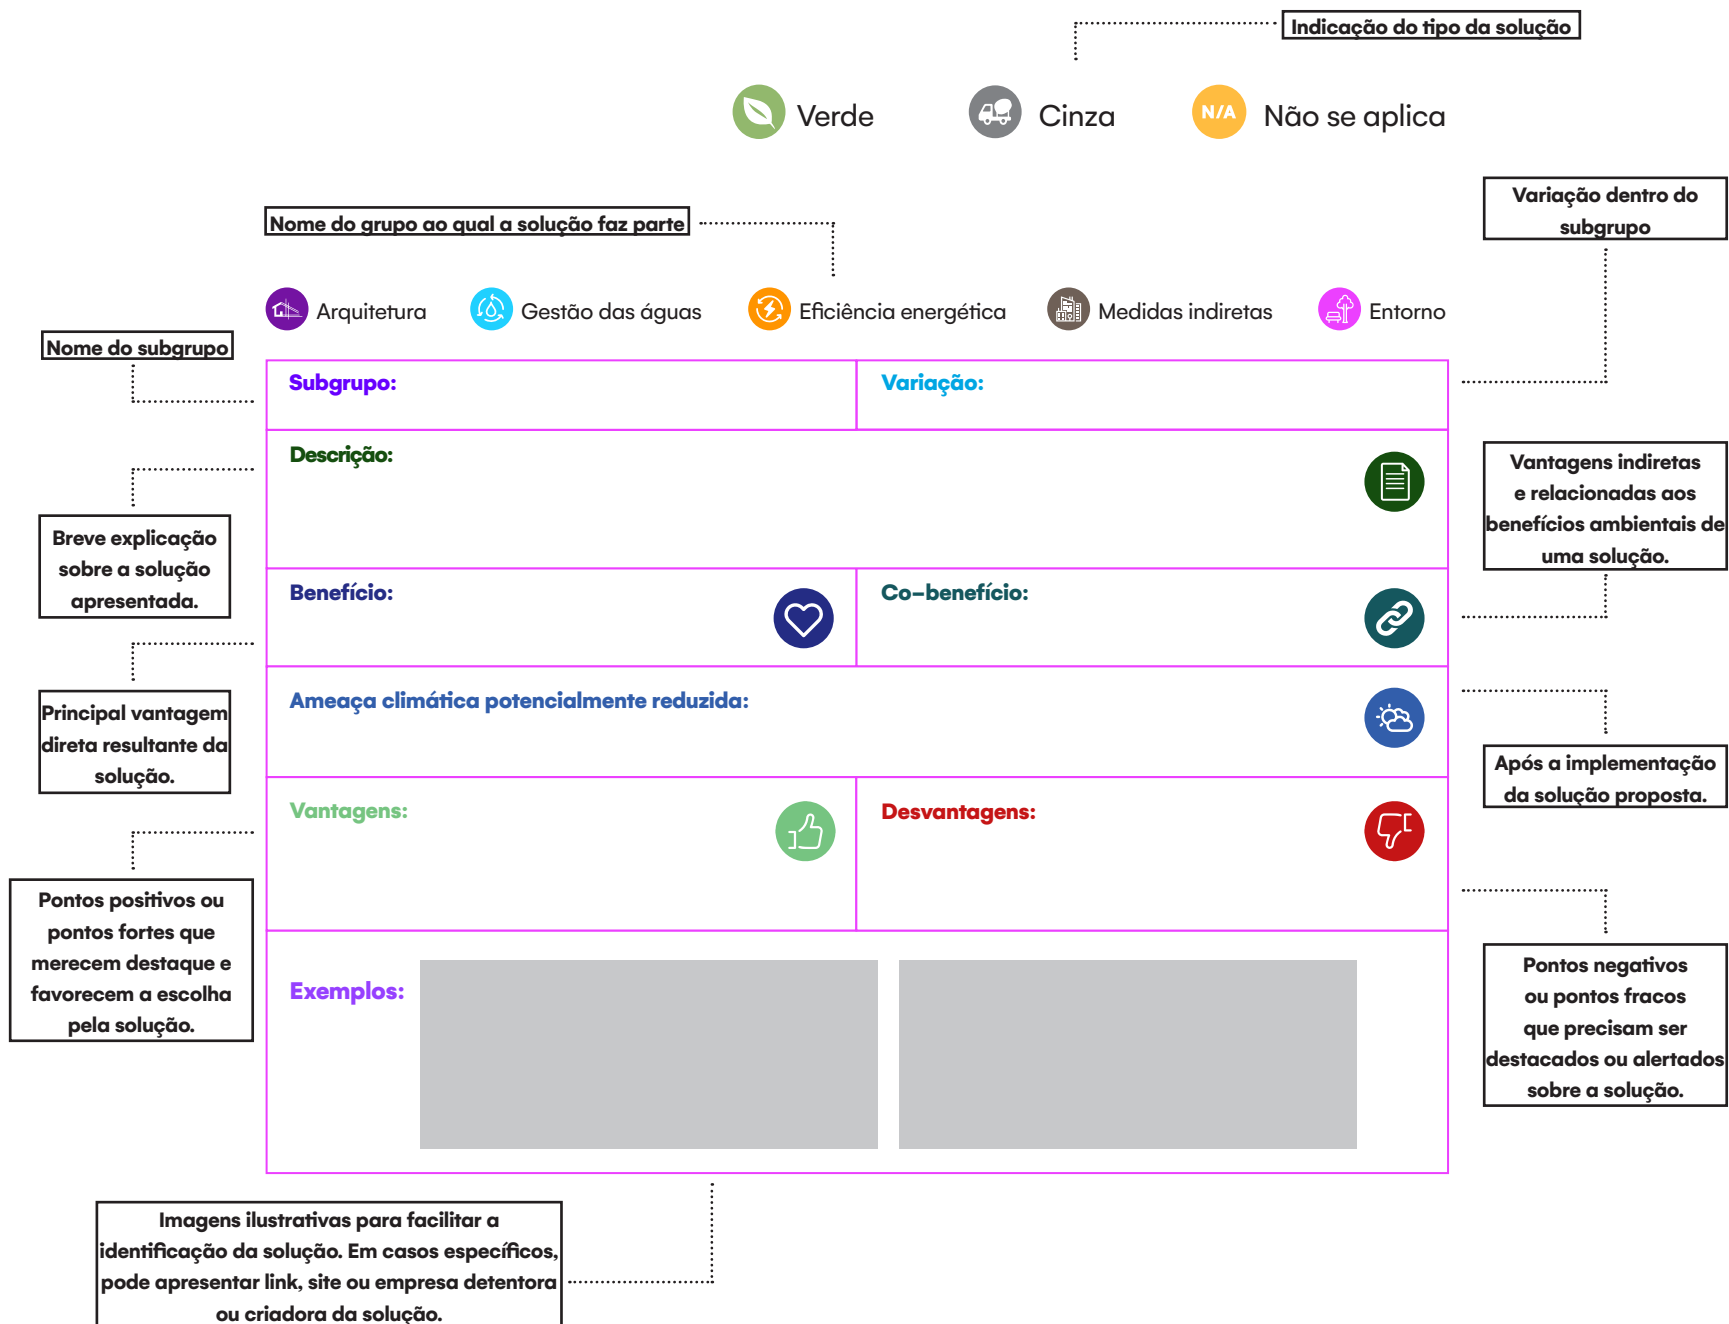 Indicação do tipo da solução
Verde
Cinza
N/A
Não se aplica
Nome do grupo ao qual a solução faz parte
Variação dentro do
subgrupo
Arquitetura
Gestão das águas
Eficiência energética
Medidas indiretas
Entorno
Nome do subgrupo
Subgrupo:
Variação:
Descrição:
Breve explicação
sobre a solução
apresentada.
Vantagens indiretas
e relacionadas aos
benefícios ambientais de
uma solução.
Benefício:
Co-benefício:
Principal vantagem
direta resultante da
solução.
Ameaça climática potencialmente reduzida:
Após a implementação
da solução proposta.
Vantagens:
Desvantagens:
Pontos positivos ou
pontos fortes que
merecem destaque e
favorecem a escolha
pela solução.
Pontos negativos
ou pontos fracos
que precisam ser
destacados ou alertados
sobre a solução.
Exemplos:
Imagens ilustrativas para facilitar a
identificação da solução. Em casos específicos,
pode apresentar link, site ou empresa detentora
ou criadora da solução.